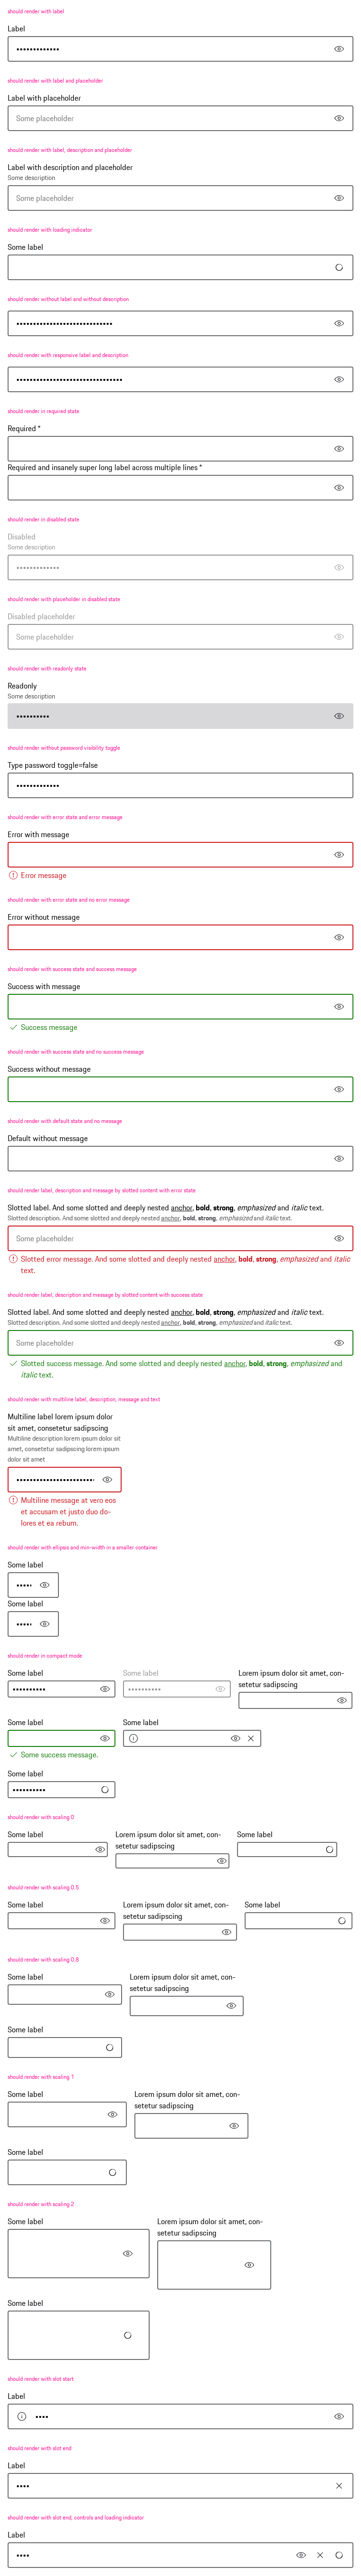 should render with label
Label
•••••••••••••
should render with label and placeholder
Label with placeholder
Some placeholder
should render with label, description and placeholder
Label with description and placeholder
Some description
Some placeholder
should render with loading indicator
Some label
should render without label and without description
•••••••••••••••••••••••••••••
should render with responsive label and description
••••••••••••••••••••••••••••••••
should render in required state
Required *
Required and insanely super long label across multiple lines *
should render in disabled state
Disabled
Some description
•••••••••••••
should render with placeholder in disabled state
Disabled placeholder
Some placeholder
should render with readonly state
Readonly
Some description
••••••••••
should render without password visibility toggle
Type password toggle=false
•••••••••••••
should render with error state and error message
Error with message
Error message
should render with error state and no error message
Error without message
should render with success state and success message
Success with message
Success message
should render with success state and no success message
Success without message
should render with default state and no message
Default without message
should render label, description and message by slotted content with error state
Slotted label. And some slotted and deeply nested anchor, bold, strong, emphasized and italic text.
Slotted description. And some slotted and deeply nested anchor, bold, strong, emphasized and italic text.
Some placeholder
Slotted error message. And some slotted and deeply nested anchor, bold, strong, emphasized and italic
text.
should render label, description and message by slotted content with success state
Slotted label. And some slotted and deeply nested anchor, bold, strong, emphasized and italic text.
Slotted description. And some slotted and deeply nested anchor, bold, strong, emphasized and italic text.
Some placeholder
Slotted success message. And some slotted and deeply nested anchor, bold, strong, emphasized and
italic text.
should render with multiline label, description, message and text
Multiline label lorem ipsum dolor
sit amet, consetetur sadipscing
Multiline description lorem ipsum dolor sit
amet, consetetur sadipscing lorem ipsum
dolor sit amet
••••••••••••••••••••••••
Multiline message at vero eos
et accusam et justo duo do-
lores et ea rebum.
should render with ellipsis and min-width in a smaller container
Some label
••••
Some label
••••
should render in compact mode
Some label
••••••••••
Some label
••••••••••
Lorem ipsum dolor sit amet, con-
setetur sadipscing
Some label
Some success message.
Some label
Some label
••••••••••
should render with scaling 0
Some label
Lorem ipsum dolor sit amet, con-
setetur sadipscing
Some label
should render with scaling 0.5
Some label
Lorem ipsum dolor sit amet, con-
setetur sadipscing
Some label
should render with scaling 0.8
Some label
Lorem ipsum dolor sit amet, con-
setetur sadipscing
Some label
should render with scaling 1
Some label
Lorem ipsum dolor sit amet, con-
setetur sadipscing
Some label
should render with scaling 2
Some label
Lorem ipsum dolor sit amet, con-
setetur sadipscing
Some label
should render with slot start
Label
••••
should render with slot end
Label
••••
should render with slot end, controls and loading indicator
Label
••••